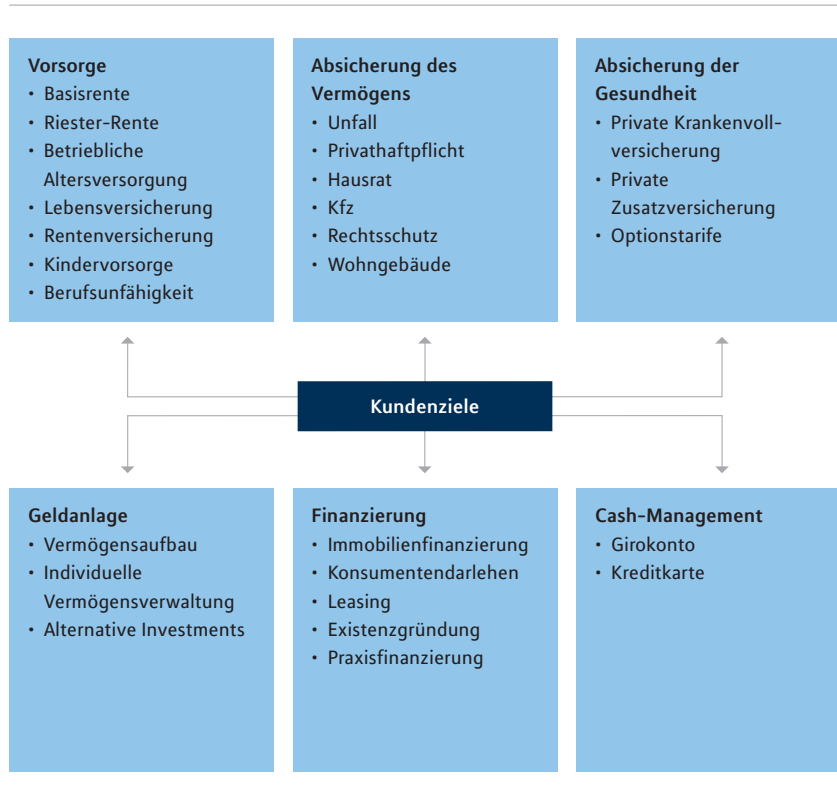 Vorsorge
• Basisrente
• Riester-Rente
• Betriebliche
Altersversorgung
• Lebensversicherung
• Rentenversicherung
• Kindervorsorge
• Berufsunfähigkeit
Absicherung des
Vermögens
• Unfall
• Privathaftpflicht
• Hausrat
• Kfz
• Rechtsschutz
• Wohngebäude
Absicherung der
Gesundheit
• Private Krankenvoll-
versicherung
• Private
Zusatzversicherung
• Optionstarife
Kundenziele
Geldanlage
• Vermögensaufbau
• Individuelle
Vermögensverwaltung
• Alternative Investments
Finanzierung
• Immobilienfinanzierung
• Konsumentendarlehen
• Leasing
• Existenzgründung
• Praxisfinanzierung
Cash-Management
• Girokonto
• Kreditkarte